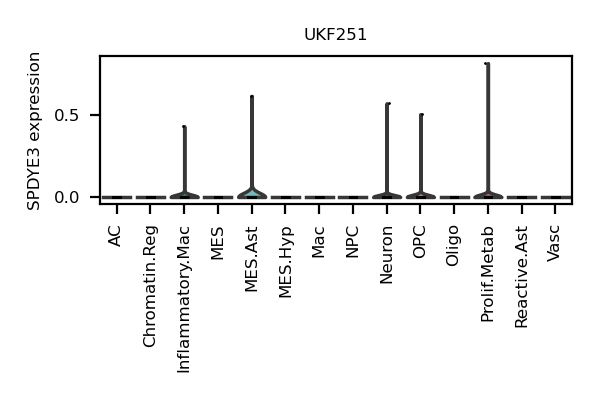 UKF251
SPDYE3 expression
0.5
0.0
AC
Chromatin.Reg
Inflammatory.Mac
MES
MES.Ast
MES.Hyp
Mac
NPC
Neuron
OPC
Oligo
Prolif.Metab
Reactive.Ast
Vasc